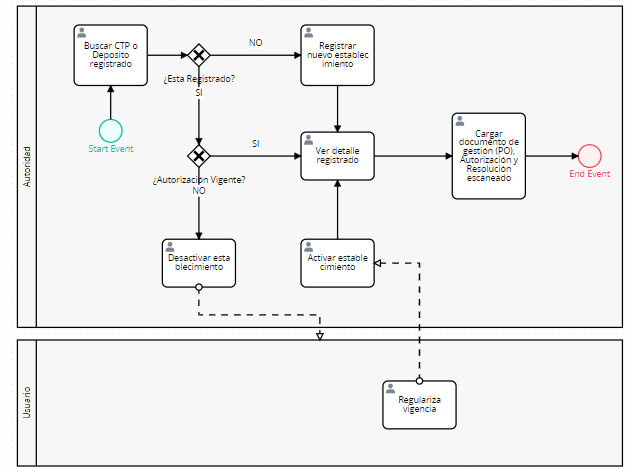 Autoridad
Buscar CTP o
Deposito
registrado
Start Event
NO
¿Esta Registrado?
SI
Registrar
nuevo establec
imiento
SI
¿Autorización Vigente?
NO
Ver detalle
registrado
Cargar
documento de
gestión (PO),
Autorización y
Resolución
escaneado
End Event
Desactivar esta
blecimiento
Activar estable
cimiento
Usuario
Regulariza
vigencia